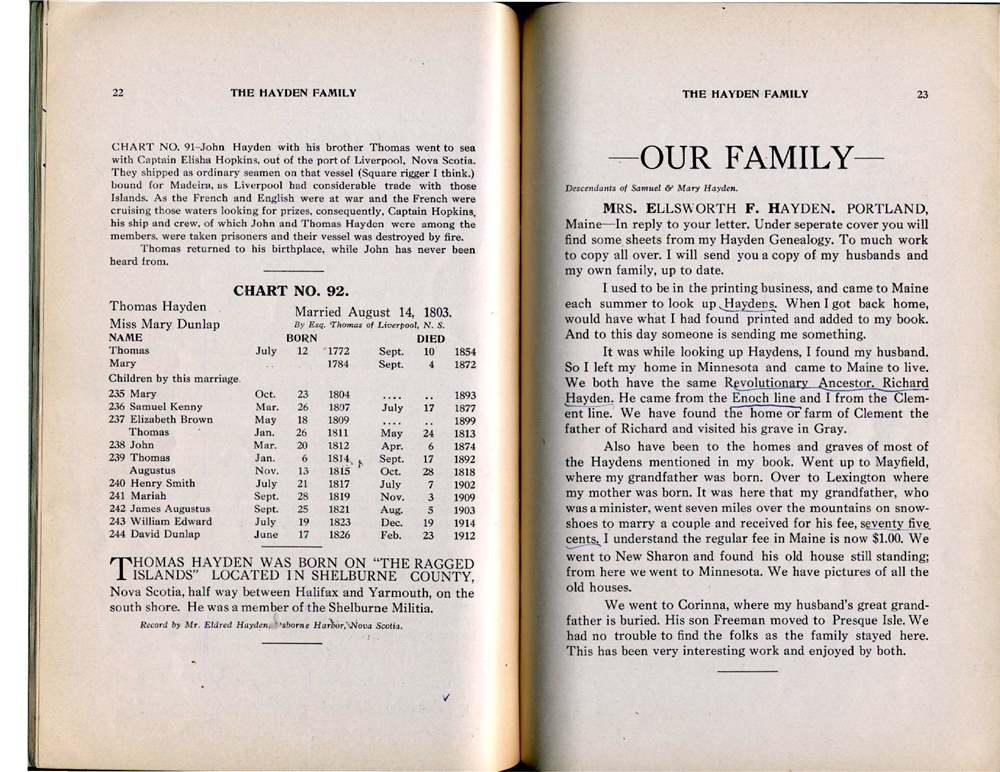 22
THE HAYDEN FAMILY
CHART NO. 91–John Hayden with his brother Thomas went to sea
with Captain Elisha Hopkins, out of the port of Liverpool, Nova Scotia.
They shipped as ordinary seamen on that vessel (Square rigger I think.)
bound for Madeira, as Liverpool had considerable trade with those
Islands. As the French and English were at war and the French were
cruising those waters looking for prizes, consequently, Captain Hopkins,
his ship and crew, of which John and Thomas Hayden were among the
members, were taken prisoners and their vessel was destroyed by fire.
Thomas returned to his birthplace, while John has never been
heard from.
CHART NO. 92.
Thomas Hayden
Married August 14, 1803.
Miss Mary Dunlap
By Esq. Thomas of Liverpool, N. S.
NAME BORN DIED
Thomas July 12 1772 Sept. 10 1854
Mary 1784 Sept. 4 1872
Children by this marriage.
235 Mary Oct. 23 1804 .... .. 1893
236 Samuel Kenny Mar. 26 1807 July 17 1877
237 Elizabeth Brown May 18 1809 .... .. 1899
Thomas Jan. 26 1811 May 24 1813
238 John Mar. 20 1812 Apr. 6 1874
239 Thomas Jan. 6 1814 Sept. 17 1892
Augustus Nov. 13 1815 Oct. 28 1818
240 Henry Smith July 21 1817 July 7 1902
241 Mariah Sept. 28 1819 Nov. 3 1909
242 James Augustus Sept. 25 1821 Aug. 5 1903
243 William Edward July 19 1823 Dec. 19 1914
244 David Dunlap June 17 1826 Feb. 23 1912
THOMAS HAYDEN WAS BORN ON "THE RAGGED
ISLANDS" LOCATED IN SHELBURNE COUNTY,
Nova Scotia, half way between Halifax and Yarmouth, on the
south shore. He was a member of the Shelburne Militia.
Record by Mr. Eldred Hayden, Harbor, Nova Scotia.
THE HAYDEN FAMILY
23
—OUR FAMILY—
Descendants of Samuel & Mary Hayden.
MRS. ELLSWORTH F. HAYDEN. PORTLAND,
Maine—In reply to your letter. Under seperate cover you will
find some sheets from my Hayden Genealogy. To much work
to copy all over. I will send you a copy of my husbands and
my own family, up to date.
I used to be in the printing business, and came to Maine
each summer to look up Haydens. When I got back home,
would have what I had found printed and added to my book.
And to this day someone is sending me something.
It was while looking up Haydens, I found my husband.
So I left my home in Minnesota and came to Maine to live.
We both have the same Revolutionary Ancestor. Richard
Hayden. He came from the Enoch line and I from the Clem-
ent line. We have found the home or farm of Clement the
father of Richard and visited his grave in Gray.
Also have been to the homes and graves of most of
the Haydens mentioned in my book. Went up to Mayfield,
where my grandfather was born. Over to Lexington where
my mother was born. It was here that my grandfather, who
was a minister, went seven miles over the mountains on snow-
shoes to marry a couple and received for his fee, seventy five
cents. I understand the regular fee in Maine is now $1.00. We
went to New Sharon and found his old house still standing;
from here we went to Minnesota. We have pictures of all the
old houses.
We went to Corinna, where my husband's great grand-
father is buried. His son Freeman moved to Presque Isle. We
had no trouble to find the folks as the family stayed here.
This has been very interesting work and enjoyed by both.